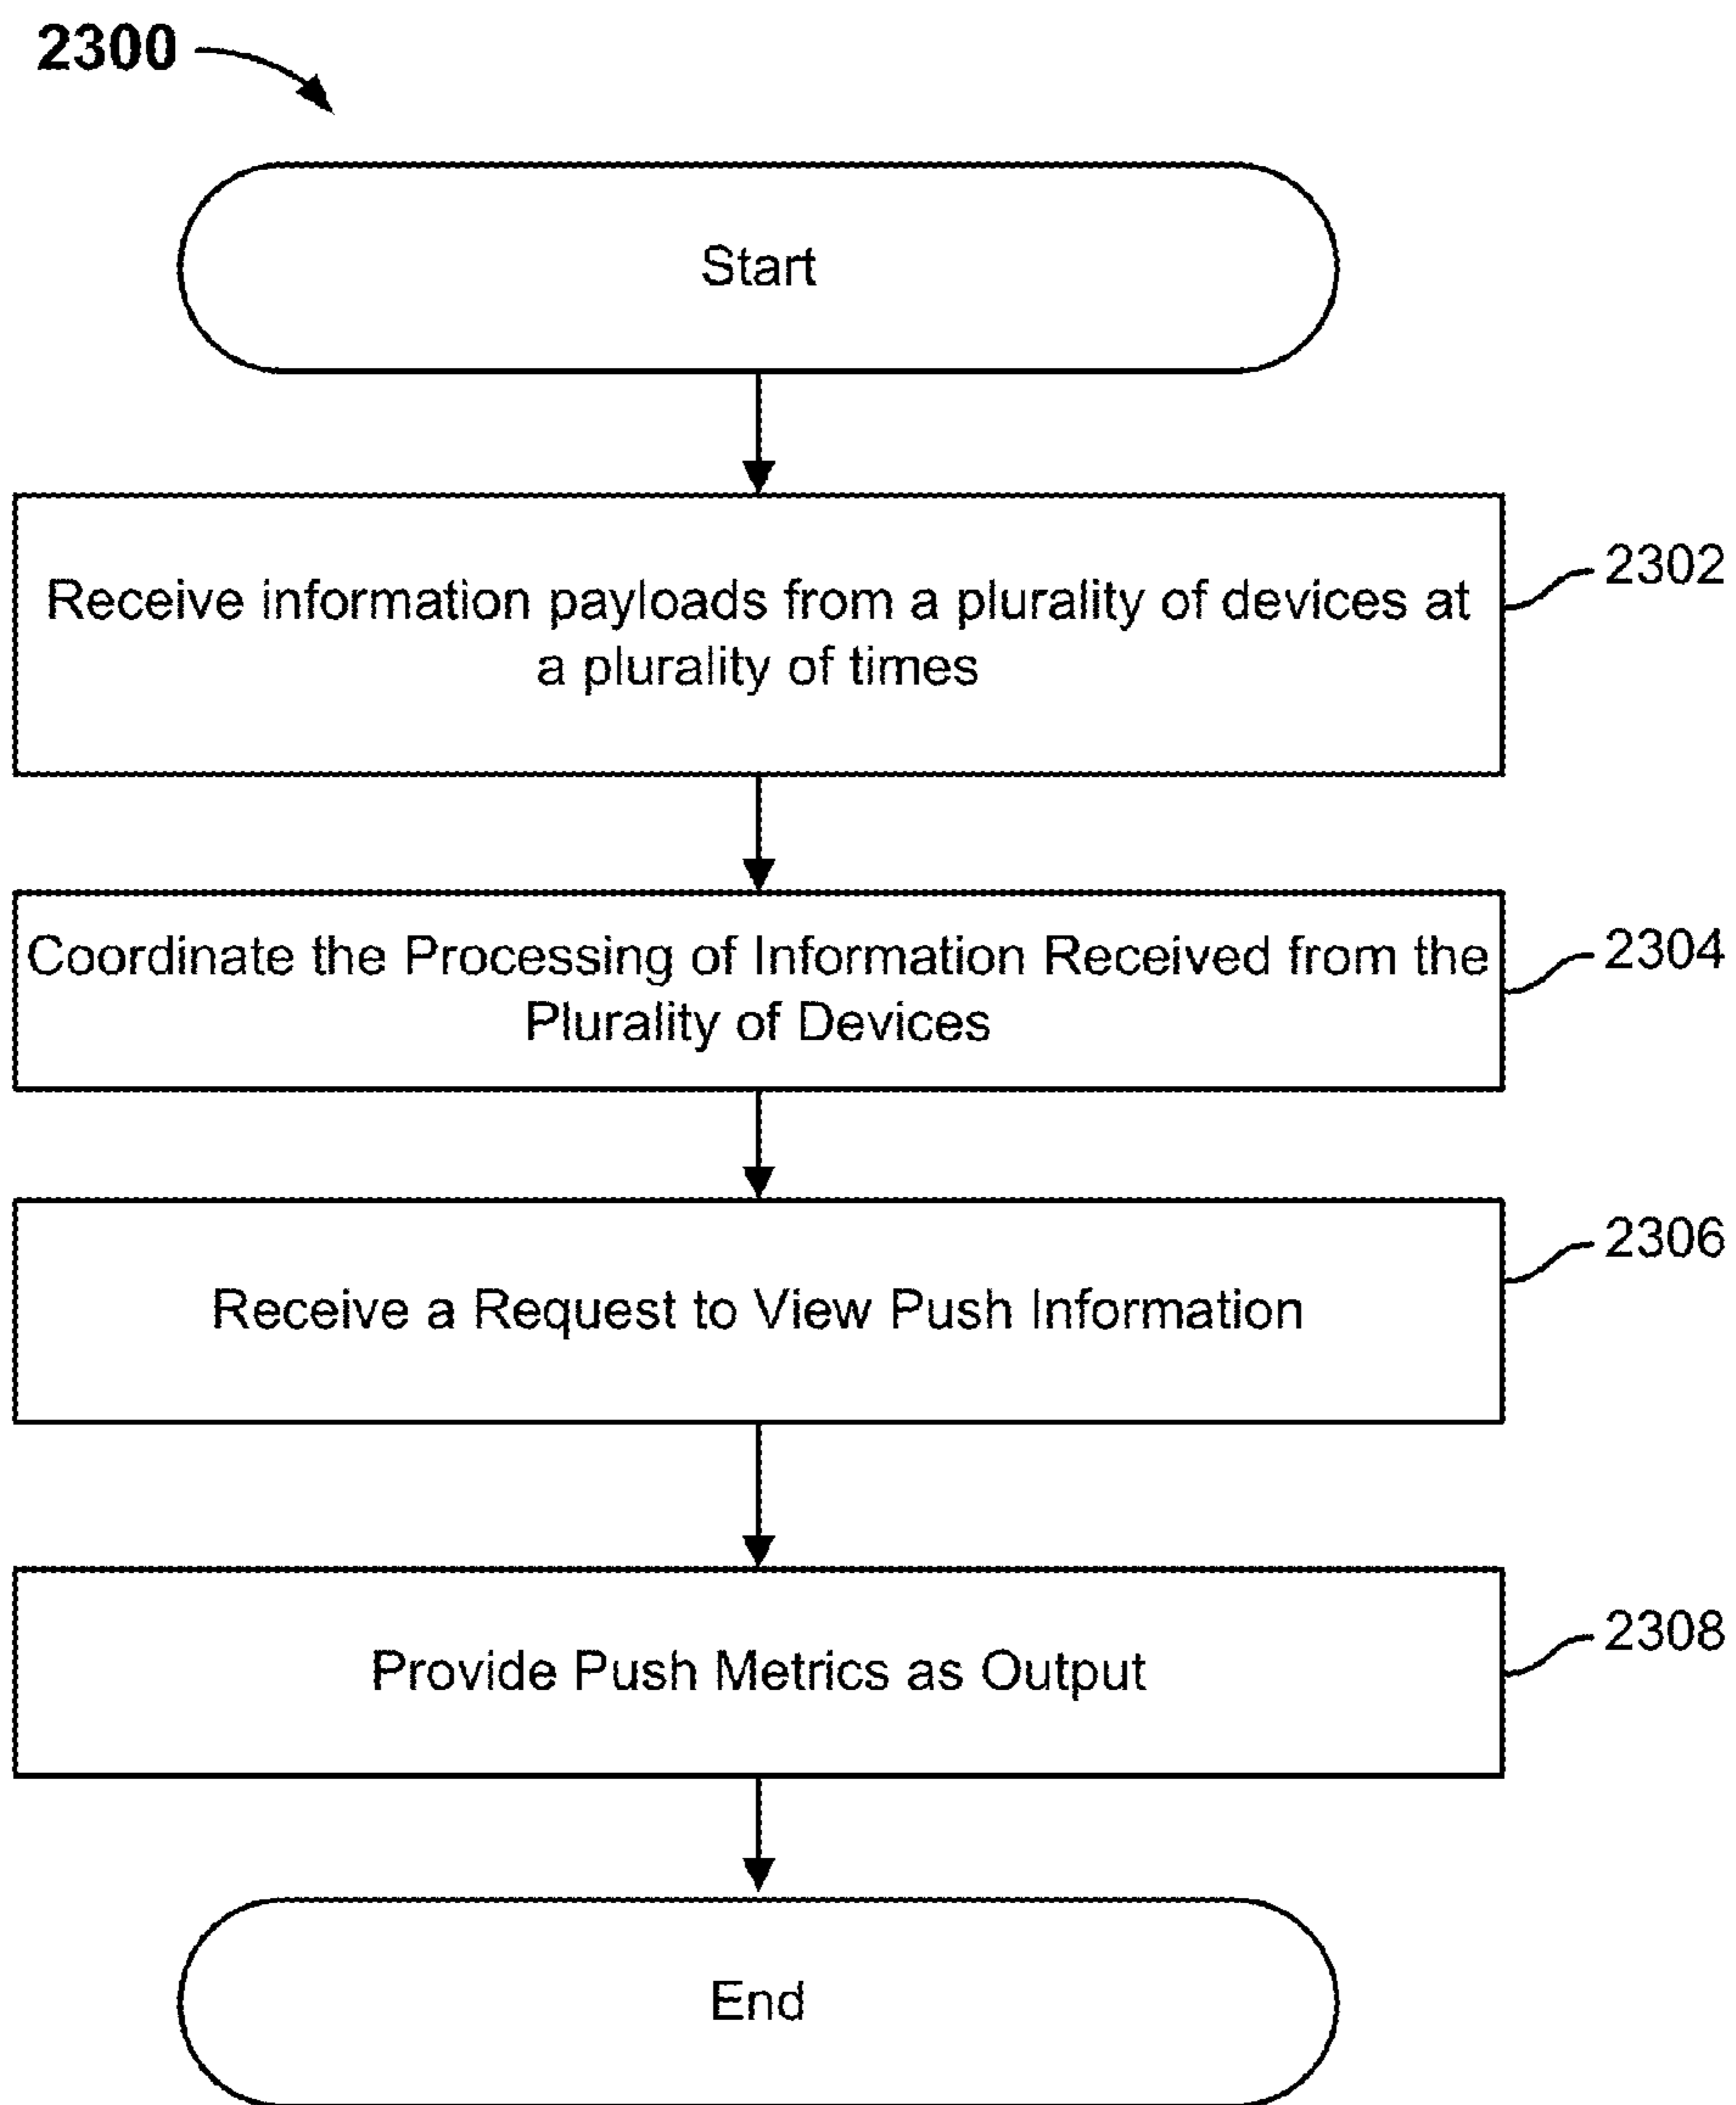 2300
Start
Receive information payloads from a plurality of devices at
a plurality of times
2302
Coordinate the Processing of Information Received from the
Plurality of Devices
2304
Receive a Request to View Push Information
2306
Provide Push Metrics as Output
2308
End